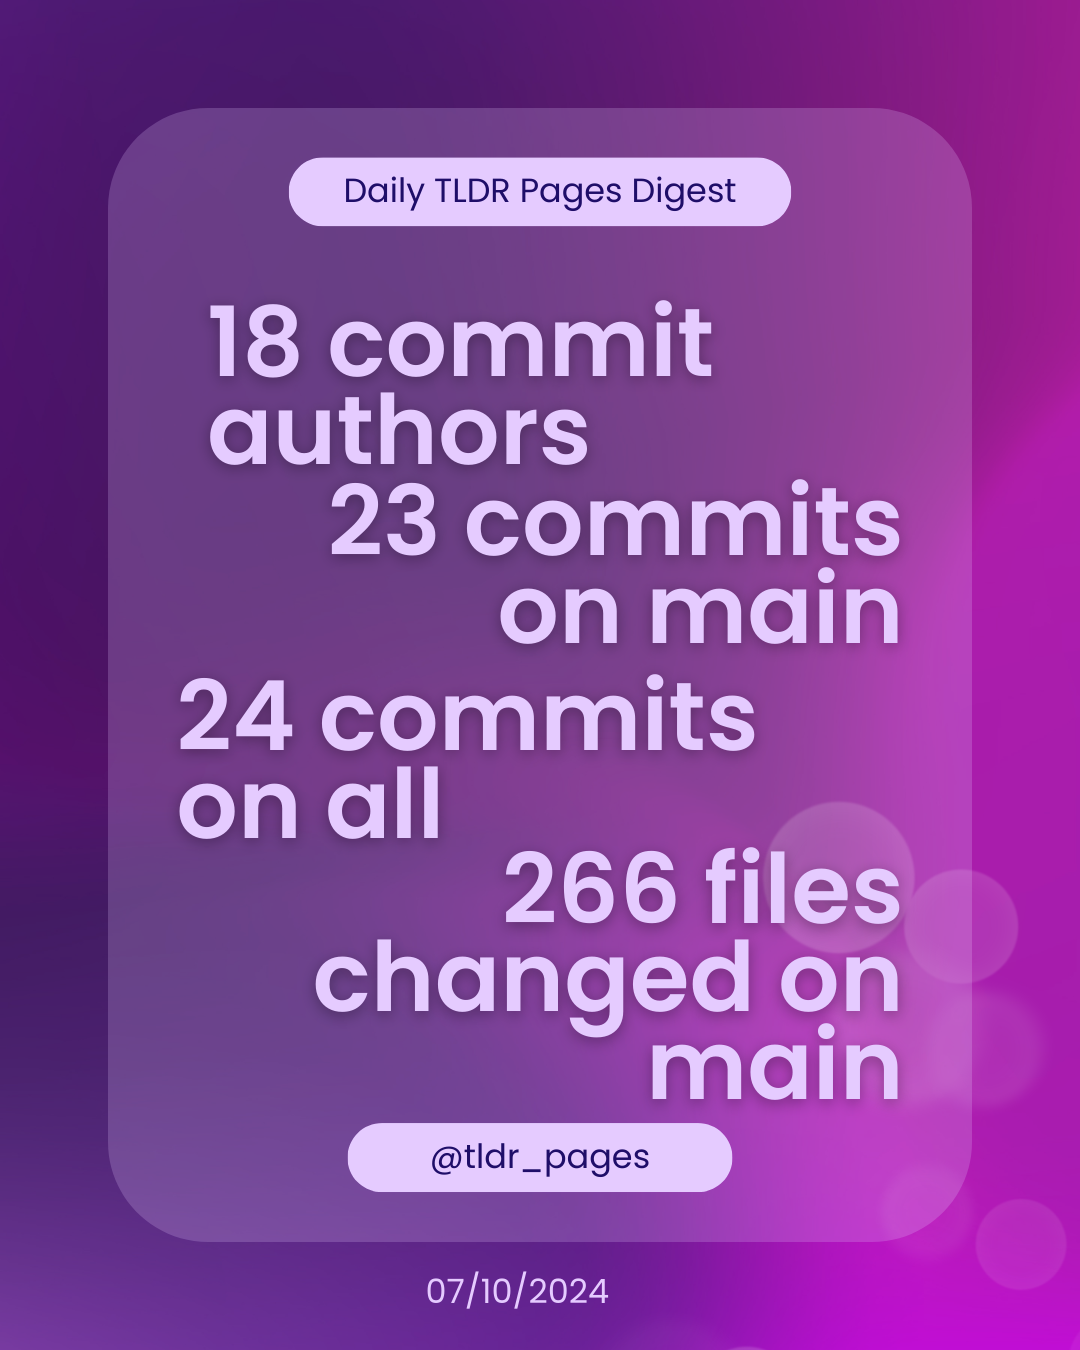 Daily TLDR Pages Digest
18 commit
authors
23 commits
on main
24 commits
on all
266 files
changed on
main
@tldr_pages
07/10/2024